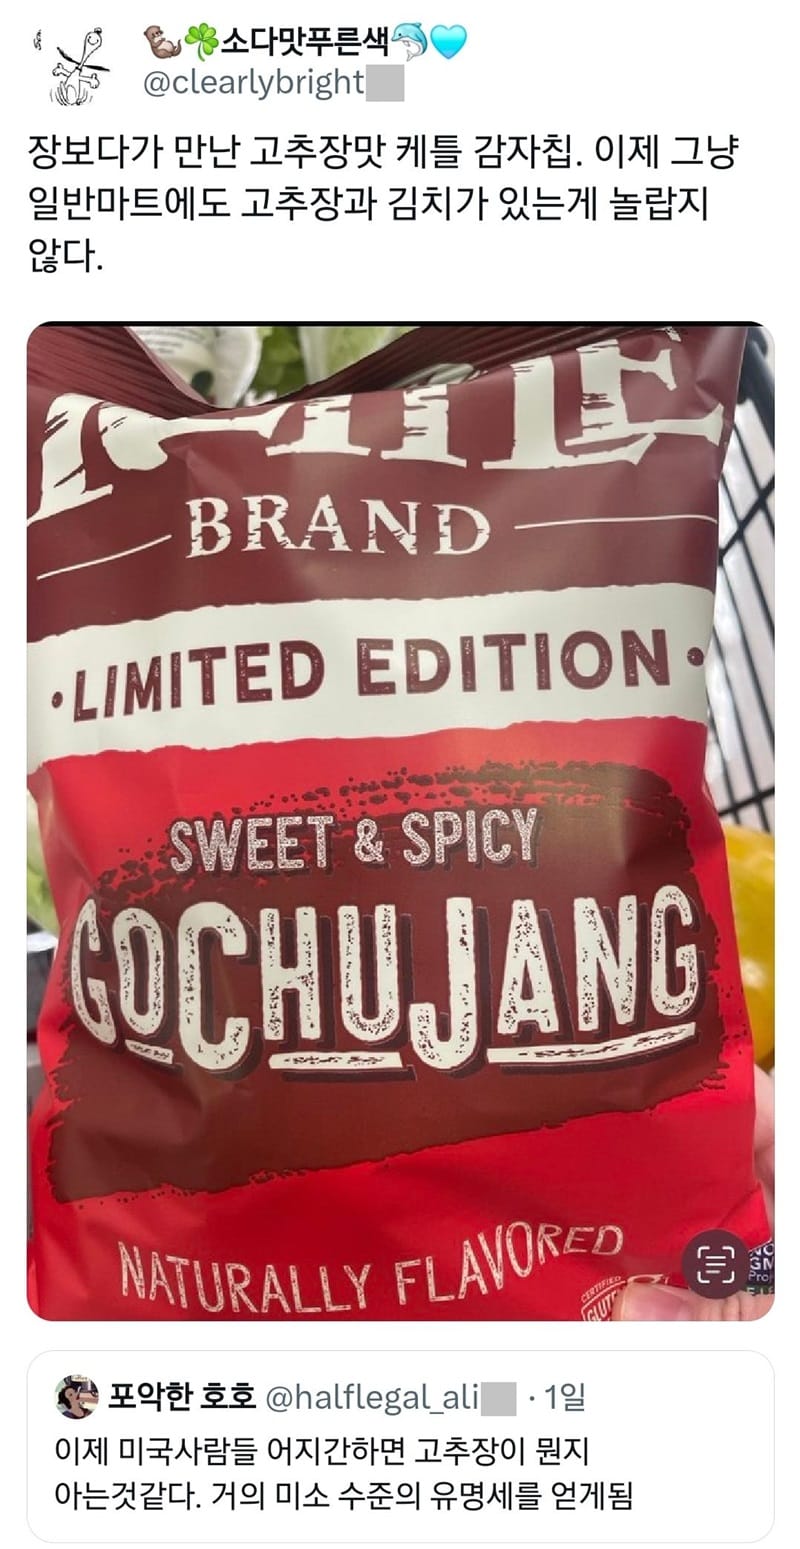 소다맛푸른색
@clearlybright
장보다가 만난 고추장맛 케틀 감자칩. 이제 그냥
일반마트에도 고추장과 김치가 있는게 놀랍지
않다.
BRAND
•LIMITED EDITION•
SWEET & SPICY
GOCHUJANG
NATURALLY FLAVORED
CERTIFIED
포악한 호호 @halflegal_ali · 1일
이제 미국사람들 어지간하면 고추장이 뭔지
아는것같다. 거의 미소 수준의 유명세를 얻게됨